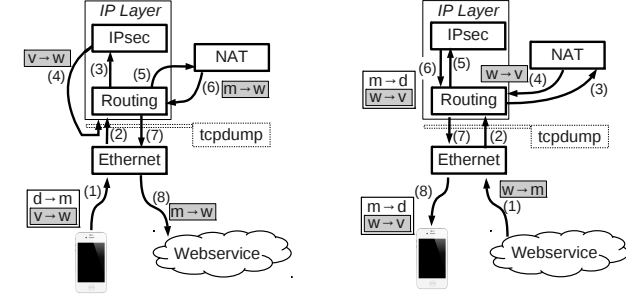 IP Layer
IPsec
v→w
(4)
(3)
(5)
NAT
(6)
m→w
Routing
(2)
(7)
tcpdump
Ethernet
(1)
d→m
v→w
(8)
m→w
Webservice
IP Layer
IPsec
NAT
(6)
(5)
w→v
(4)
(3)
m→d
w→v
Routing
(7)
(2)
tcpdump
Ethernet
(8)
w→m
(1)
m→d
w→v
Webservice